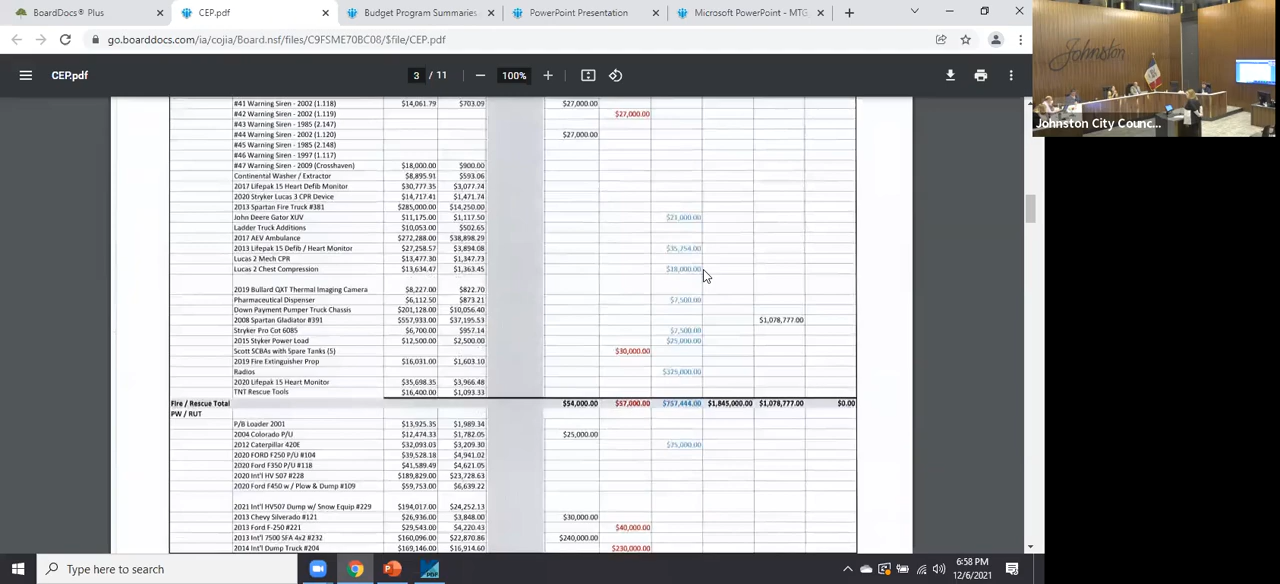 BoardDocs ® Plus
CEP.pdf
Budget Program Summaries
PowerPoint Presentation
Microsoft PowerPoint - MTG
go.boarddocs.com/ia/cojia/Board.nsf/files/C9FSME70BC08/$file/CEP.pdf
CEP.pdf 3 / 11 100%
Johnston
Johnston City Counc...
#41 Warning Siren - 2002 (1.118) $14,061.79 $703.09 $27,000.00
#42 Warning Siren - 2002 (1.119) $27,000.00
#43 Warning Siren - 1985 (2.147)
#44 Warning Siren - 2002 (1.120) $27,000.00
#45 Warning Siren - 1985 (2.148)
#46 Warning Siren - 1997 (1.117)
#47 Warning Siren - 2009 (Crosshaven) $18,000.00 $900.00
Continental Washer / Extractor $8,895.91 $593.06
2017 Lifepak 15 Heart Defib Monitor $30,777.35 $3,077.74
2020 Stryker Lucas 3 CPR Device $14,717.41 $1,471.74
2013 Spartan Fire Truck #381 $285,000.00 $14,250.00
John Deere Gator XUV $11,175.00 $1,117.50 $21,000.00
Ladder Truck Additions $10,053.00 $502.65
2017 AEV Ambulance $272,288.00 $38,898.29
2013 Lifepak 15 Defib / Heart Monitor $27,258.57 $3,894.08 $35,754.00
Lucas 2 Mech CPR $13,477.30 $1,347.73
Lucas 2 Chest Compression $13,634.47 $1,363.45 $18,000.00
2019 Bullard QXT Thermal Imaging Camera $8,227.00 $822.70
Pharmaceutical Dispenser $6,112.50 $873.21 $7,500.00
Down Payment Pumper Truck Chassis $201,128.00 $10,056.40
2008 Spartan Gladiator #391 $557,933.00 $37,195.53 $1,078,777.00
Stryker Pro Cot 6085 $6,700.00 $957.14 $7,500.00
2015 Styker Power Load $12,500.00 $2,500.00 $25,000.00
Scott SCBAs with Spare Tanks (5) $30,000.00
2019 Fire Extinguisher Prop $16,031.00 $1,603.10
Radios $325,000.00
2020 Lifepak 15 Heart Monitor $35,698.35 $3,966.48
TNT Rescue Tools $16,400.00 $1,093.33
Fire / Rescue Total $54,000.00 $57,000.00 $757,444.00 $1,845,000.00 $1,078,777.00 $0.00
PW / RUT
P/B Loader 2001 $13,925.35 $1,989.34
2004 Colorado P/U $12,474.33 $1,782.05 $25,000.00
2012 Caterpillar 420E $32,093.03 $3,209.30 $75,000.00
2020 FORD F250 P/U #104 $39,528.18 $4,941.02
2020 Ford F350 P/U #118 $41,589.49 $4,621.05
2020 Int'l HV 507 #228 $189,829.00 $23,728.63
2020 Ford F450 w / Plow & Dump #109 $59,753.00 $6,639.22
2021 Int'l HV507 Dump w/ Snow Equip #229 $194,017.00 $24,252.13
2013 Chevy Silverado #121 $26,936.00 $3,848.00 $30,000.00
2013 Ford F-250 #221 $29,543.00 $4,220.43 $40,000.00
2013 Int'l 7500 SFA 4x2 #232 $160,096.00 $22,870.86 $240,000.00
2014 Int'l Dump Truck #204 $169,146.00 $16,914.60 $230,000.00
Type here to search
6:58 PM
12/6/2021